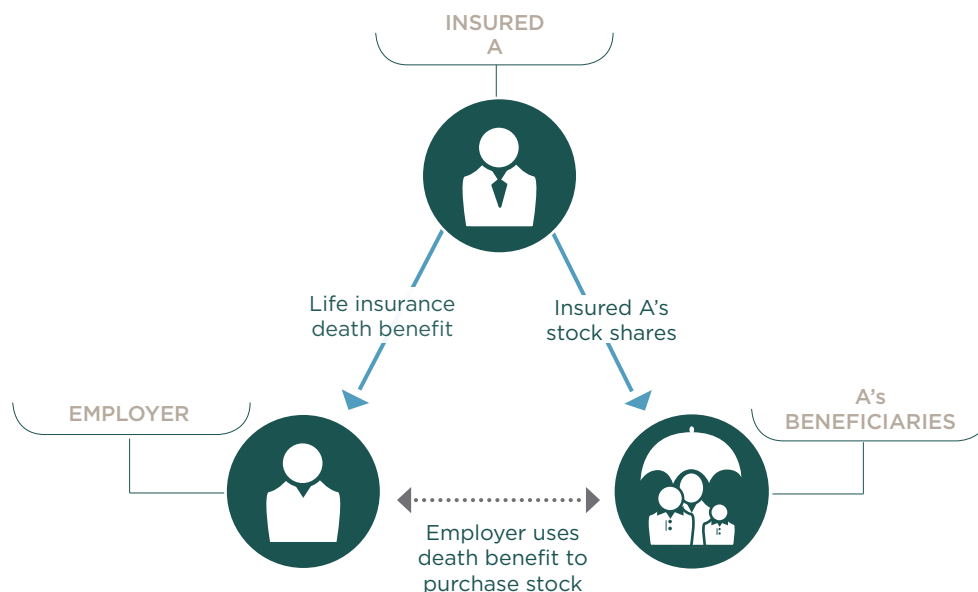 INSURED
A
Life insurance
death benefit
Insured A's
stock shares
EMPLOYER
A's
BENEFICIARIES
Employer uses
death benefit to
purchase stock